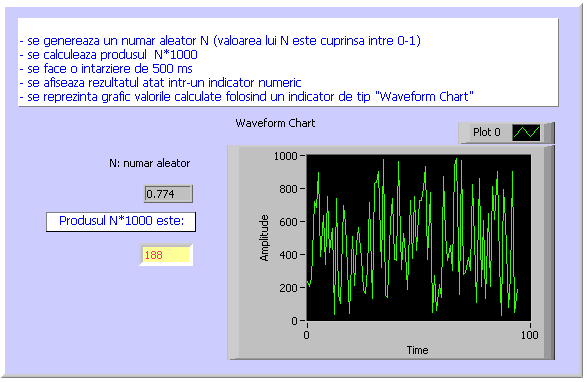 - se genereaza un numar aleator N (valoarea lui N este cuprinsa intre 0-1)
- se calculeaza produsul N*1000
- se face o intarziere de 500 ms
- se afiseaza rezultatul atat intr-un indicator numeric
- se reprezinta grafic valorile calculate folosind un indicator de tip "Waveform Chart"
Waveform Chart
Plot 0
N: numar aleator
0.774
Produsul N*1000 este:
188
Amplitude
1000
800
600
400
200
0
0
100
Time